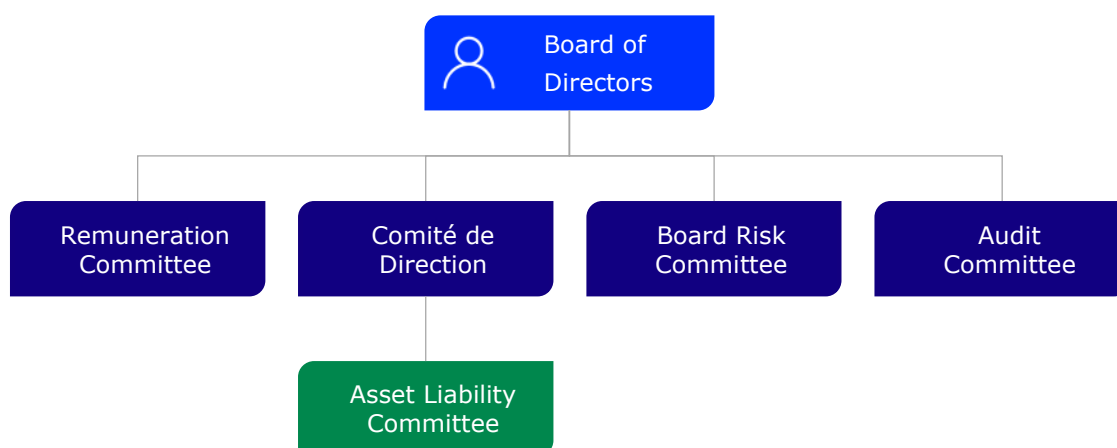 Board of
Directors
Remuneration
Committee
Comité de
Direction
Board Risk
Committee
Audit
Committee
Asset Liability
Committee